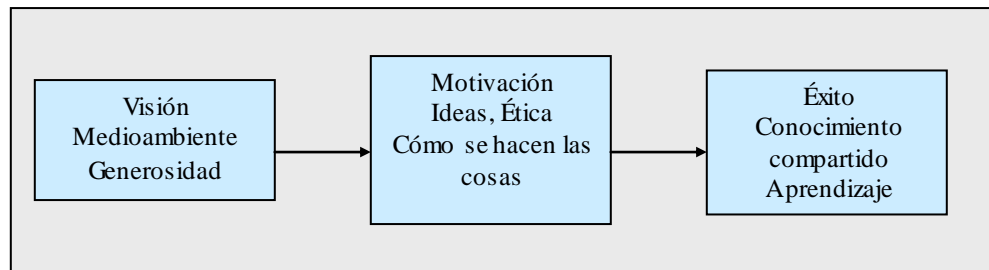 Visión
Medioambiente
Generosidad
Motivación
Ideas, Ética
Cómo se hacen las
cosas
Éxito
Conocimiento
compartido
Aprendizaje